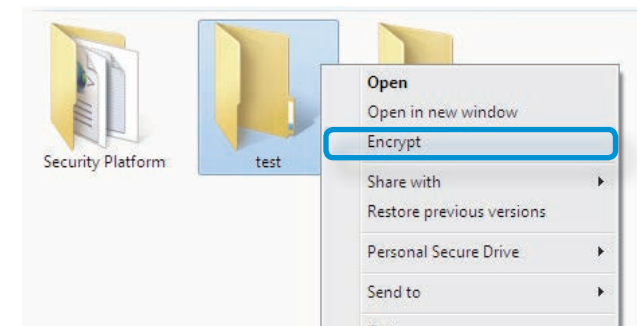 Security Platform
test
Open
Open in new window
Encrypt
Share with
Restore previous versions
Personal Secure Drive
Send to